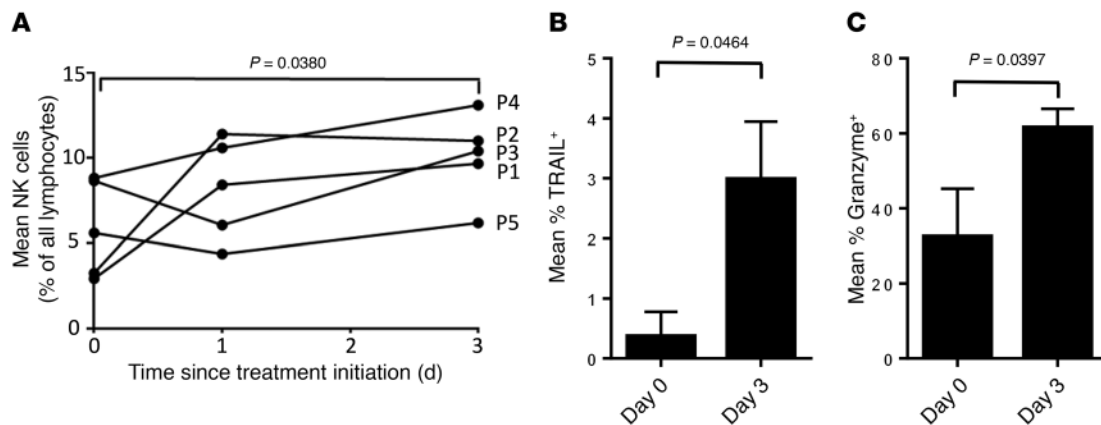 A
P = 0.0380
Mean NK cells
(% of all lymphocytes)
15
10
5
0
0
1
2
3
P4
P2
P3
P1
P5
Time since treatment initiation (d)
B
P = 0.0464
Mean % TRAIL⁺
5
4
3
2
1
0
Day 0
Day 3
C
P = 0.0397
Mean % Granzyme⁺
80
60
40
20
0
Day 0
Day 3